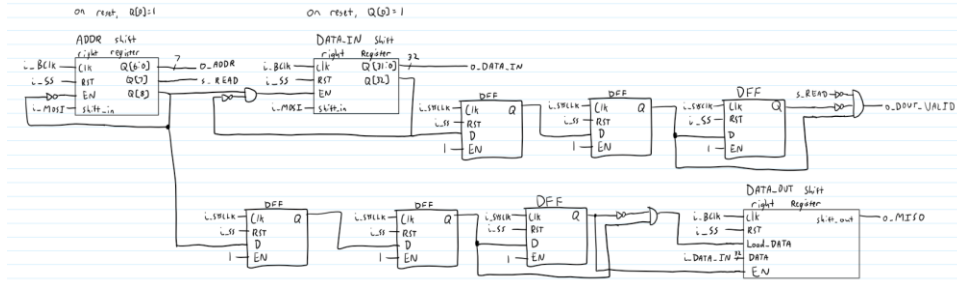 on reset, Q[0]=1
on reset, Q[0]=1
ADDR shift
right register
i_BClk
Clk
Q[6:0]
7
o_ADDR
i_SS
RST
Q[7]
s_READ
EN
Q[8]
i_MOSI
shift_in
DATA_IN Shift
right Register
i_BClk
Clk
Q[31:0]
32
o_DATA_IN
i_SS
RST
Q[32]
EN
i_MOSI
shift_in
DFF
i_SYSCLK
Clk
Q
i_SS
RST
D
1
EN
DFF
i_SYSCLK
Clk
Q
i_SS
RST
D
1
EN
DFF
i_SYSCLK
Clk
Q
i_SS
RST
D
1
EN
s_READ
o_DOUT_VALID
DFF
i_SYSCLK
Clk
Q
i_SS
RST
D
1
EN
DFF
i_SYSCLK
Clk
Q
i_SS
RST
D
1
EN
DFF
i_SYSCLK
Clk
Q
i_SS
RST
D
1
EN
DATA_OUT Shift
right Register
i_BClk
Clk
shift_out
o_MISO
i_SS
RST
Load_DATA
i_DATA_IN
32
DATA
EN